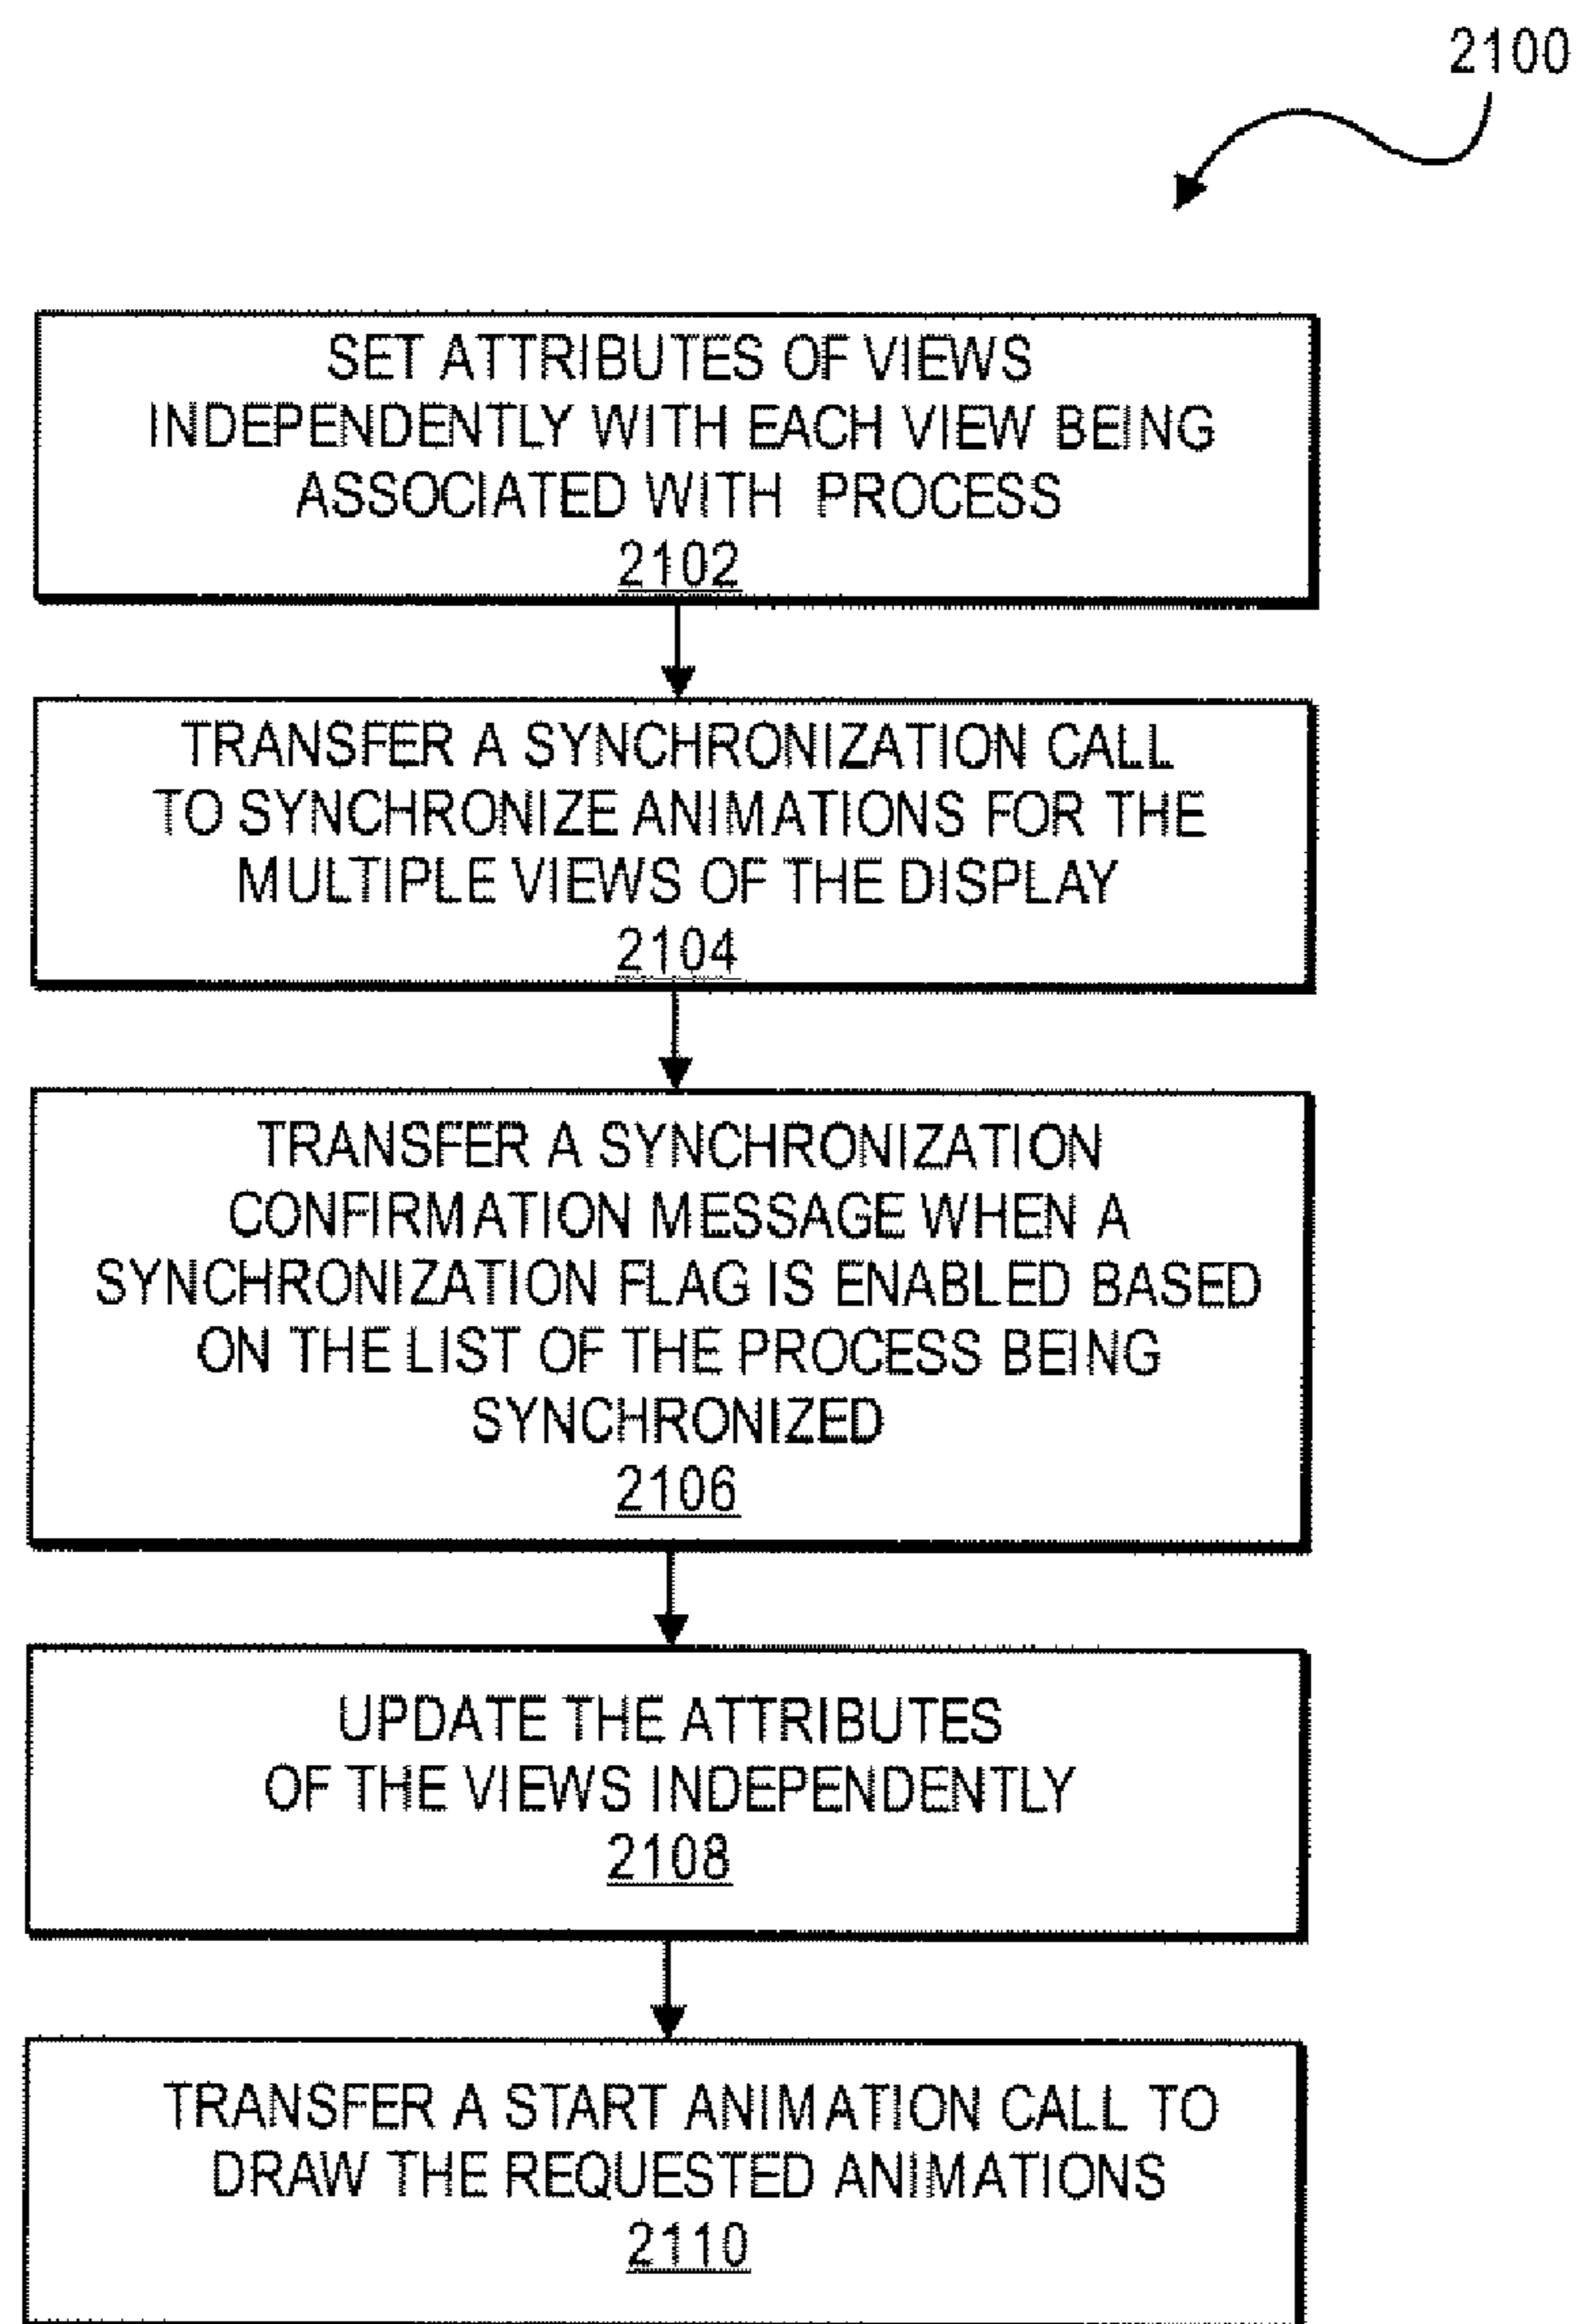 2100
SET ATTRIBUTES OF VIEWS
INDEPENDENTLY WITH EACH VIEW BEING
ASSOCIATED WITH PROCESS
2102
TRANSFER A SYNCHRONIZATION CALL
TO SYNCHRONIZE ANIMATIONS FOR THE
MULTIPLE VIEWS OF THE DISPLAY
2104
TRANSFER A SYNCHRONIZATION
CONFIRMATION MESSAGE WHEN A
SYNCHRONIZATION FLAG IS ENABLED BASED
ON THE LIST OF THE PROCESS BEING
SYNCHRONIZED
2106
UPDATE THE ATTRIBUTES
OF THE VIEWS INDEPENDENTLY
2108
TRANSFER A START ANIMATION CALL TO
DRAW THE REQUESTED ANIMATIONS
2110